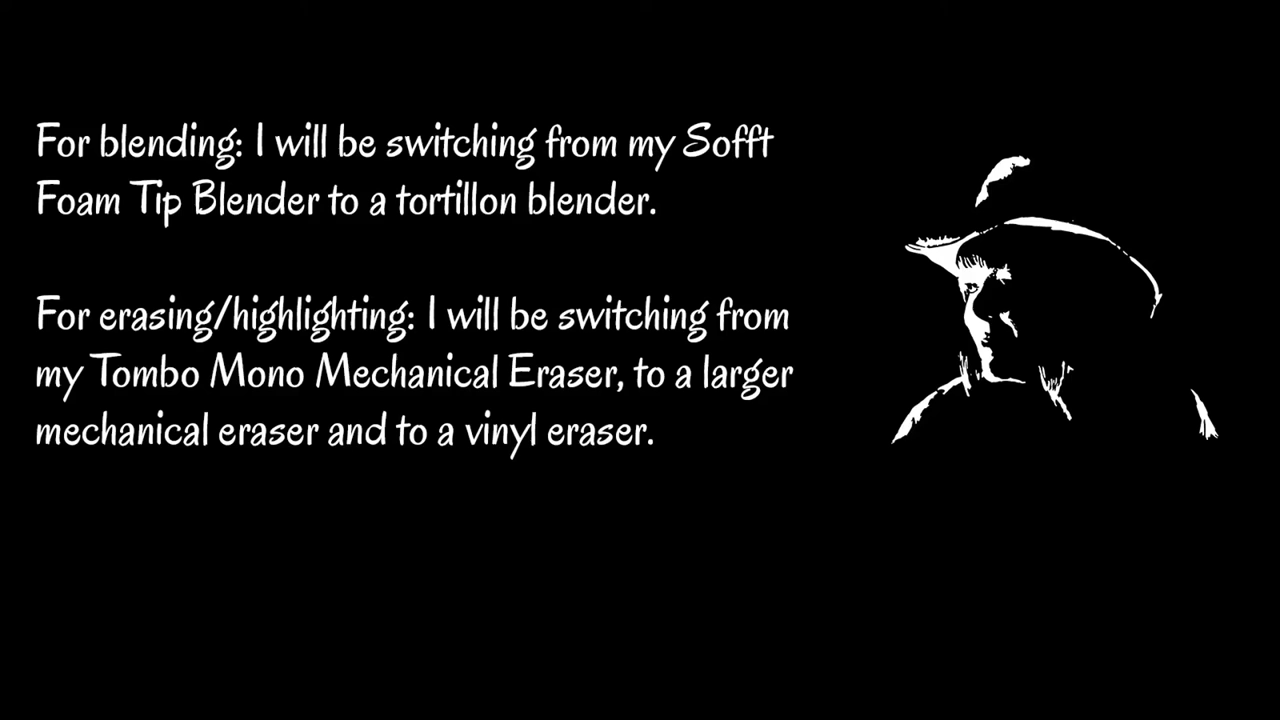 For blending: I will be switching from my Sofft
Foam Tip Blender to a tortillon blender.
For erasing/highlighting: I will be switching from
my Tombo Mono Mechanical Eraser, to a larger
mechanical eraser and to a vinyl eraser.